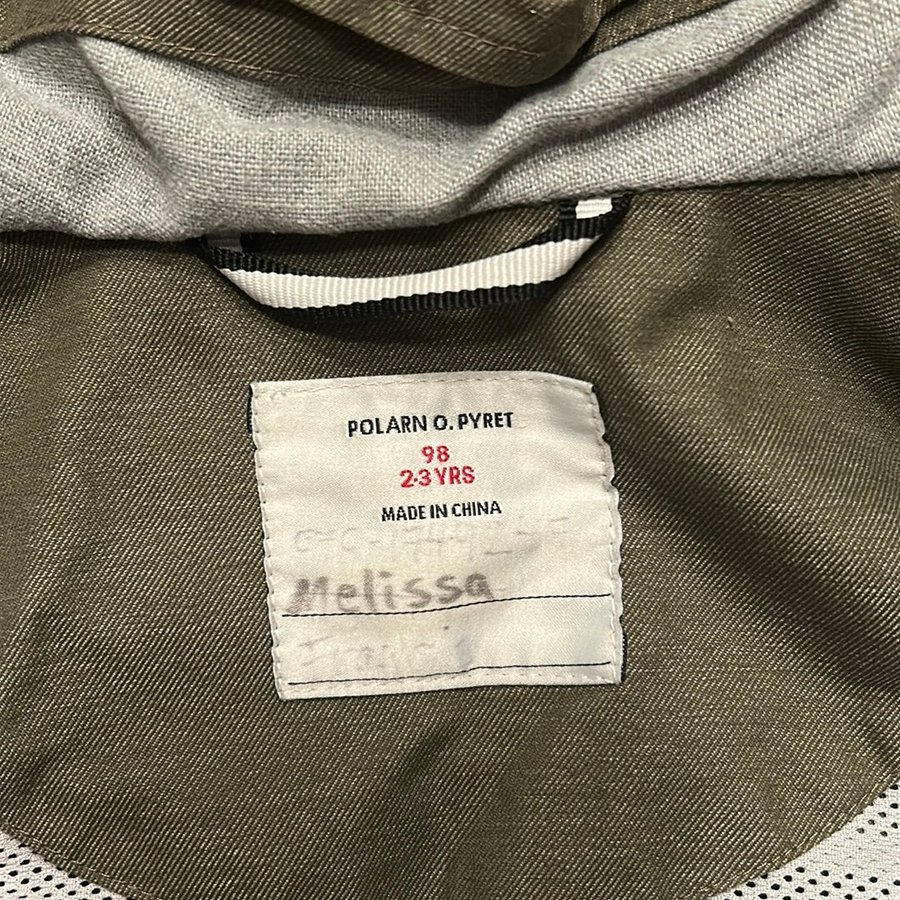 POLARN O. PYRET
98
2-3 YRS
MADE IN CHINA
Melissa